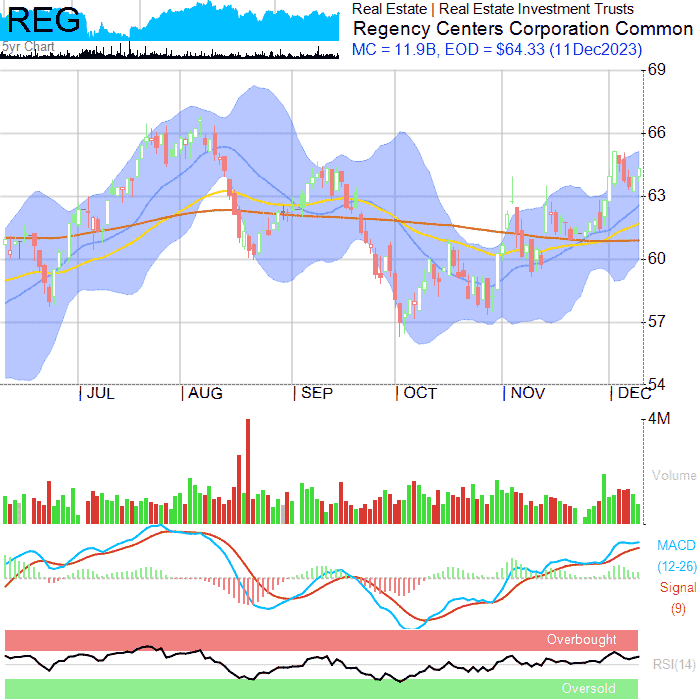 REG
5yr Chart
Real Estate | Real Estate Investment Trusts
Regency Centers Corporation Common
MC = 11.9B, EOD = $64.33 (11Dec2023)
69
66
63
60
57
54
| JUL | AUG | SEP | OCT | NOV | DEC
4M
Volume
MACD
(12-26)
Signal
(9)
Overbought
RSI(14)
Oversold